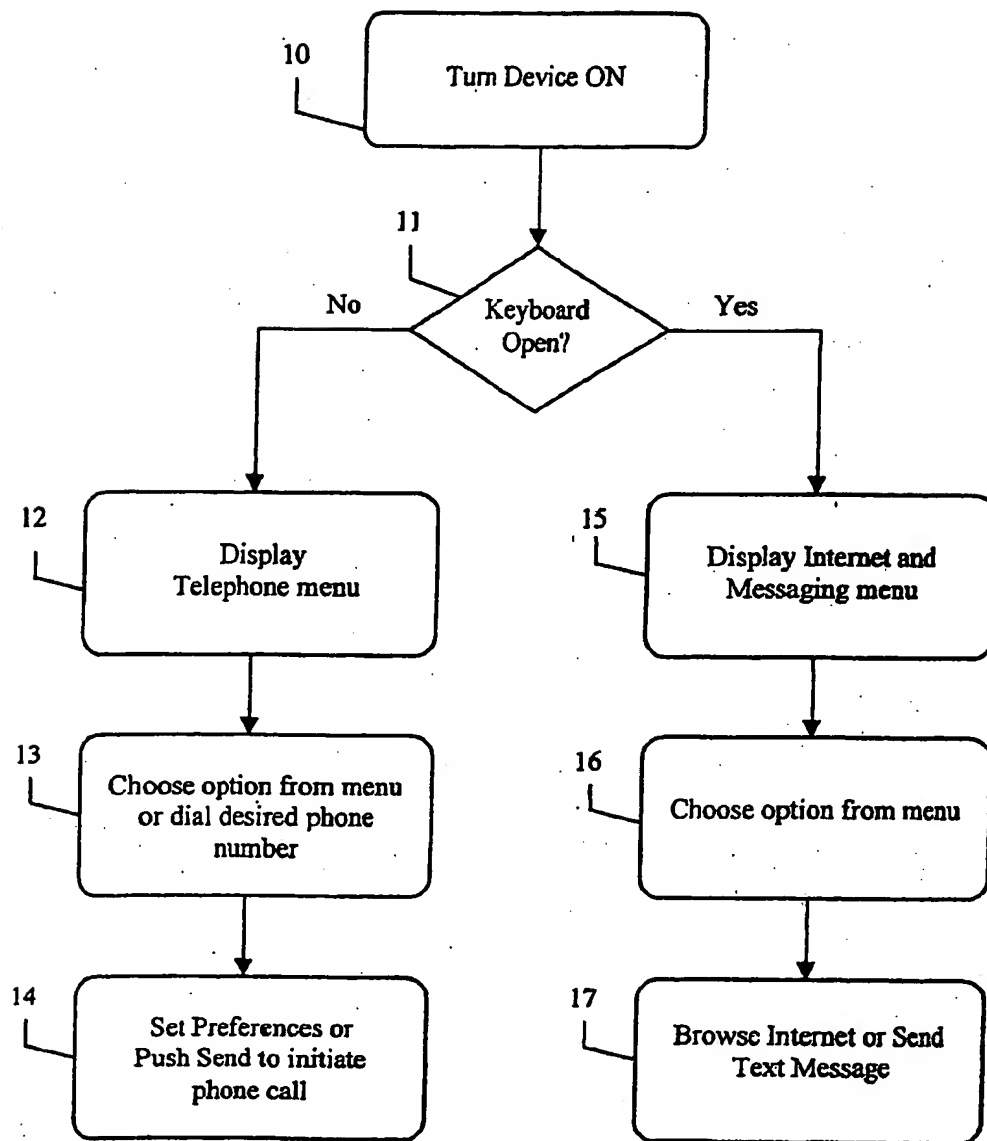 10
Turn Device ON
11
No
Keyboard
Open?
Yes
12
Display
Telephone menu
15
Display Internet and
Messaging menu
13
Choose option from menu
or dial desired phone
number
16
Choose option from menu
14
Set Preferences or
Push Send to initiate
phone call
17
Browse Internet or Send
Text Message